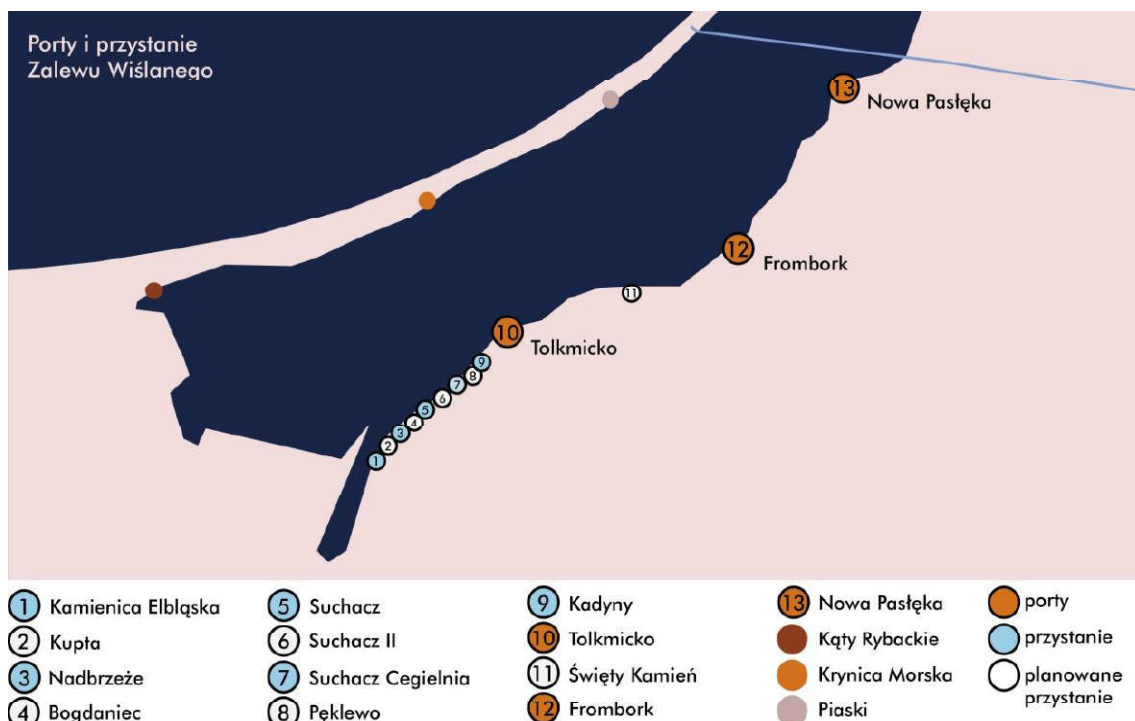 Porty i przystanie
Zalewu Wiślanego
13
Nowa Pasłęka
12
Frombork
11
10
Tolkmicko
9
8
7
6
5
4
3
2
1
1 Kamienica Elbląska
2 Kupta
3 Nadbrzeże
4 Bogdaniec
5 Suchacz
6 Suchacz II
7 Suchacz Cegielnia
8 Pęklewo
9 Kadyny
10 Tolkmicko
11 Święty Kamień
12 Frombork
13 Nowa Pasłęka
Kąty Rybackie
Krynica Morska
Piaski
porty
przystanie
planowane
przystanie